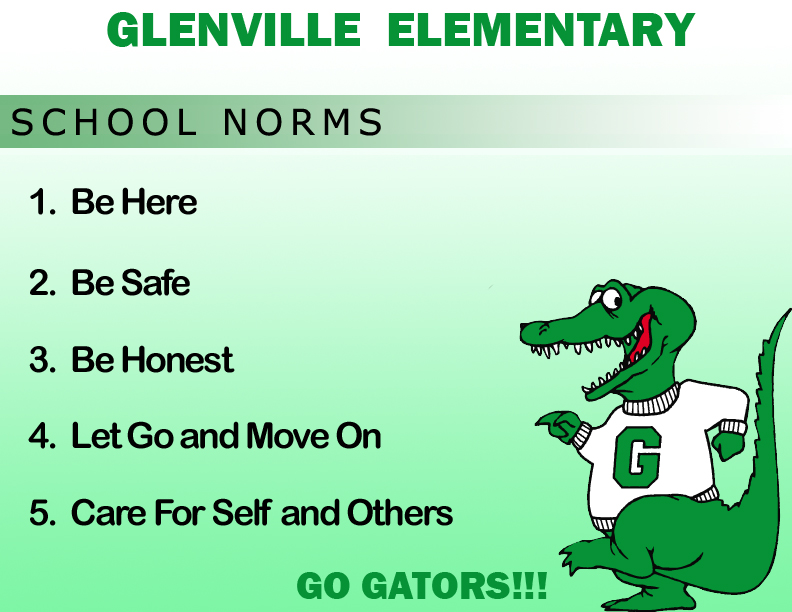 GLENVILLE ELEMENTARY
SCHOOL NORMS
1. Be Here
2. Be Safe
3. Be Honest
4. Let Go and Move On
5. Care For Self and Others
G
GO GATORS!!!